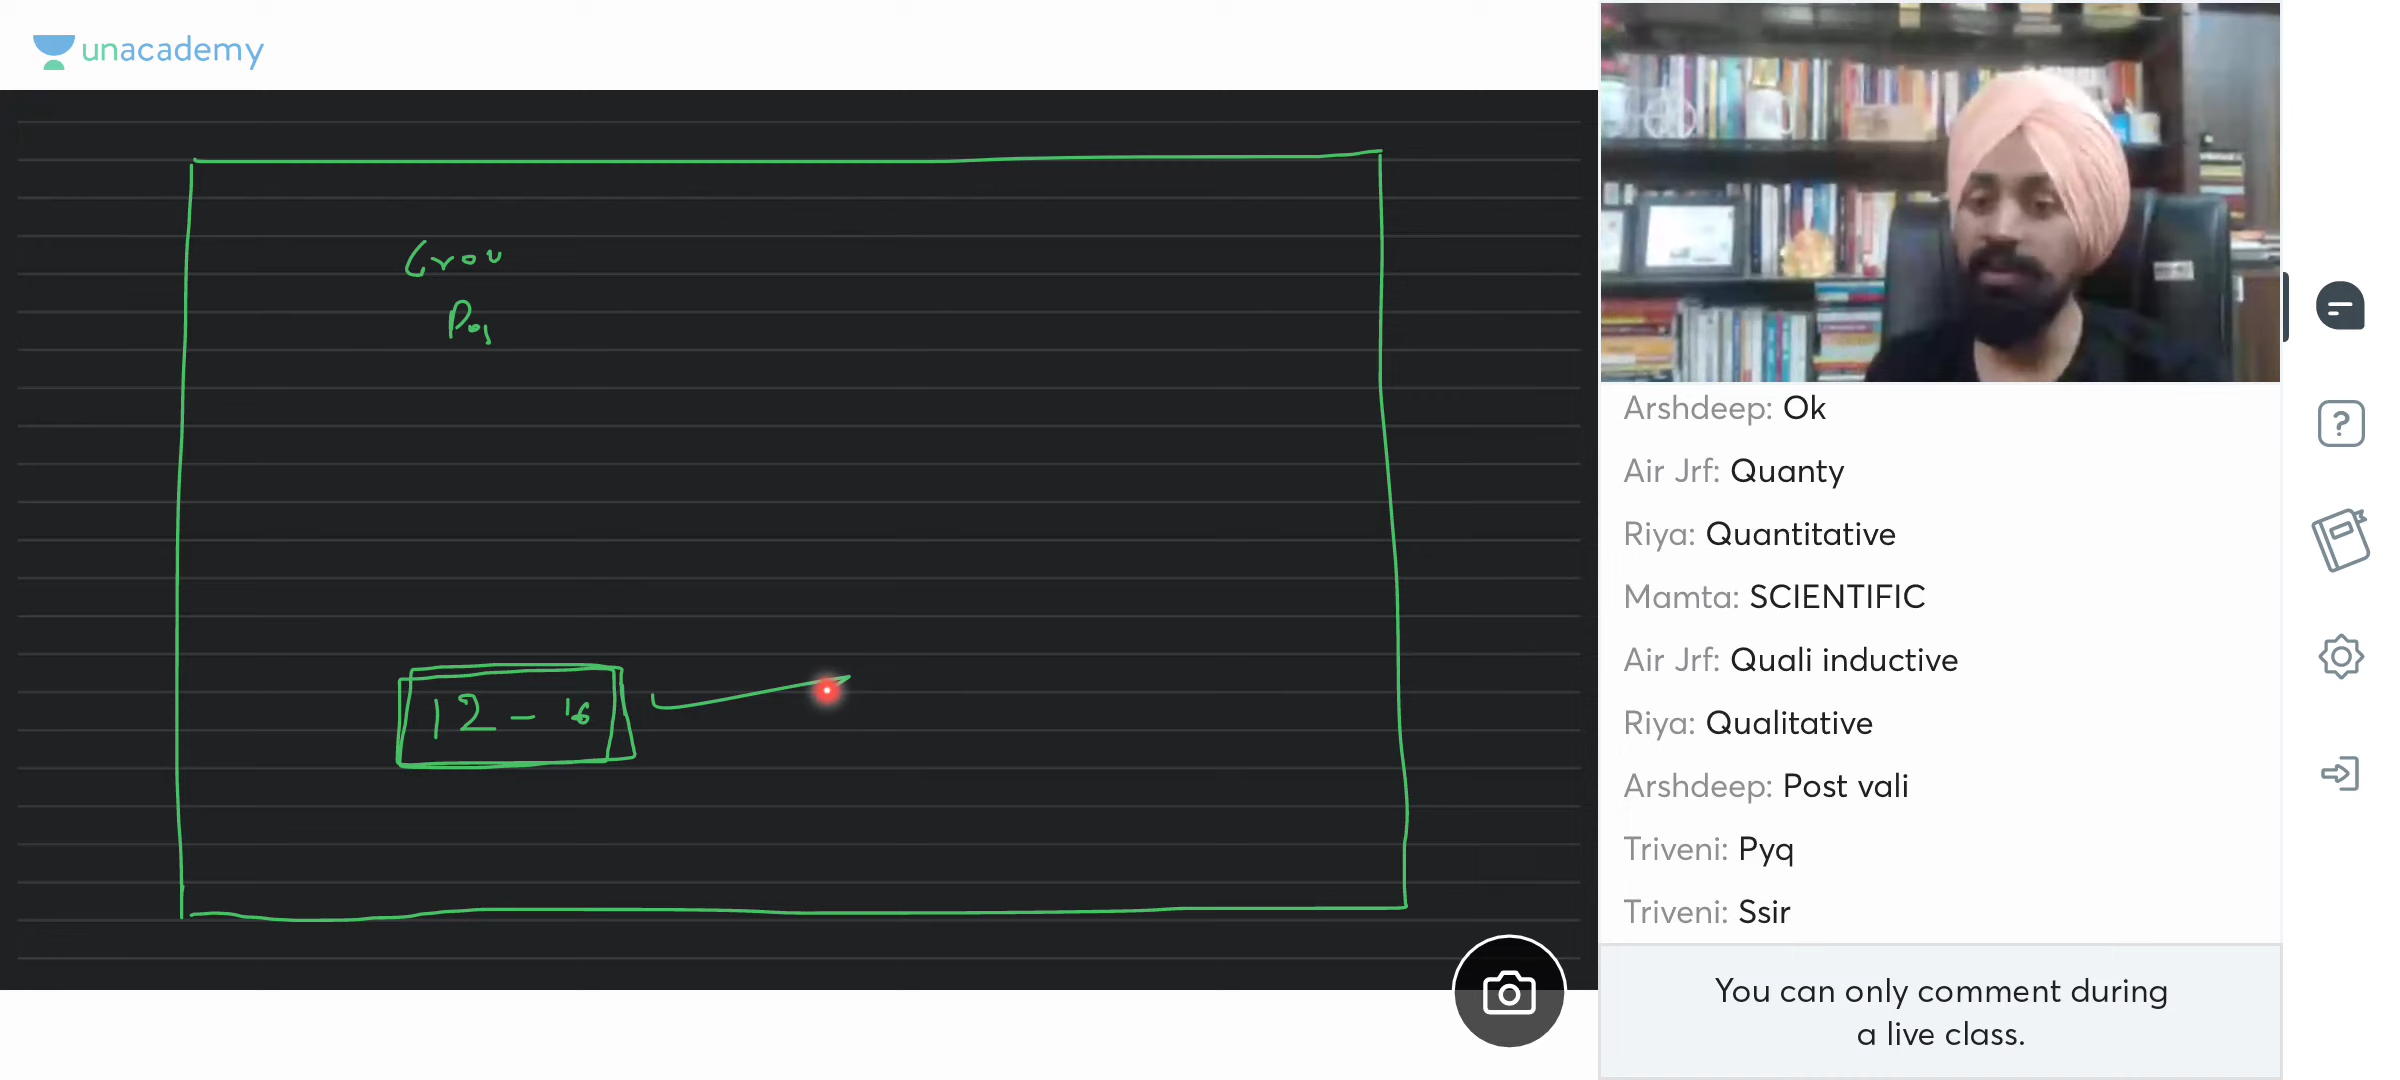 unacademy
Grou
Pos
12 - 16
Arshdeep: Ok
Air Jrf: Quanty
Riya: Quantitative
Mamta: SCIENTIFIC
Air Jrf: Quali inductive
Riya: Qualitative
Arshdeep: Post vali
Triveni: Pyq
Triveni: Ssir
You can only comment during
a live class.
?